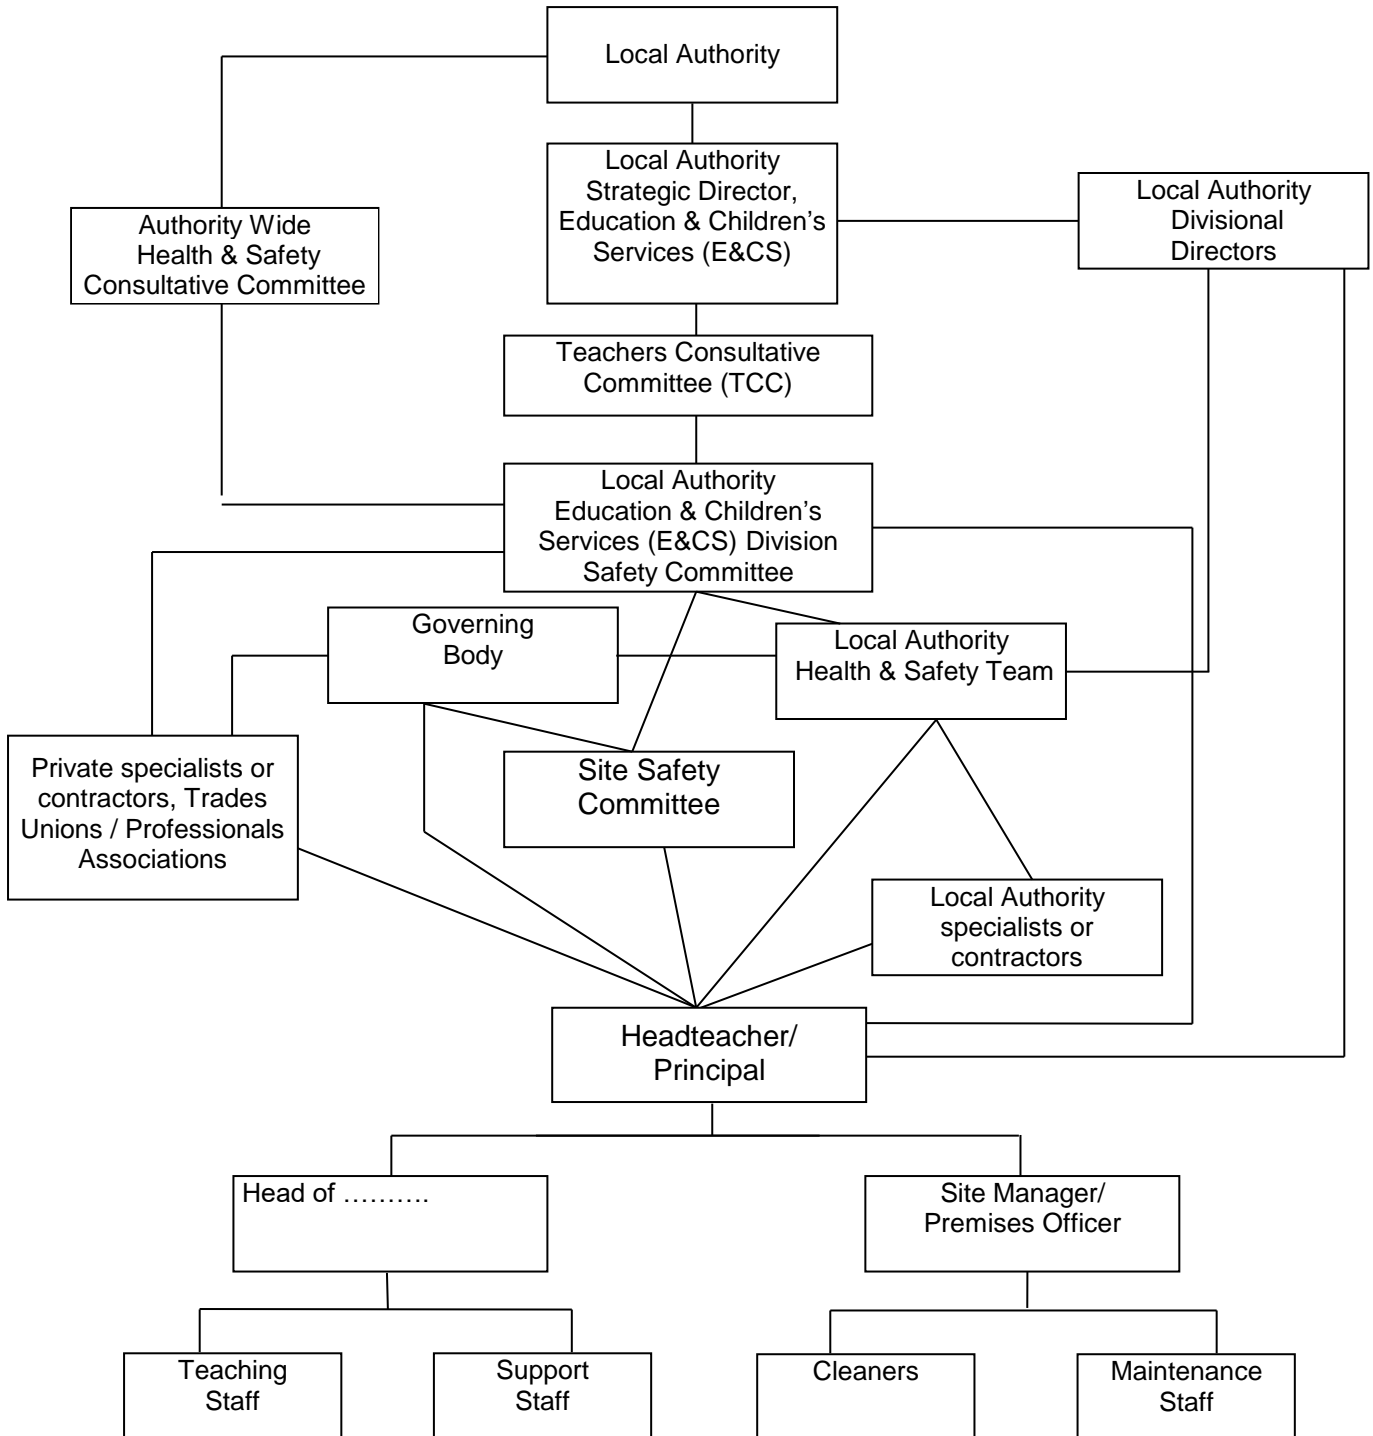 Local Authority
Local Authority
Strategic Director,
Education & Children’s
Services (E&CS)
Local Authority
Divisional
Directors
Authority Wide
Health & Safety
Consultative Committee
Teachers Consultative
Committee (TCC)
Local Authority
Education & Children’s
Services (E&CS) Division
Safety Committee
Governing
Body
Local Authority
Health & Safety Team
Private specialists or
contractors, Trades
Unions / Professionals
Associations
Site Safety
Committee
Local Authority
specialists or
contractors
Headteacher/
Principal
Head of ……….
Site Manager/
Premises Officer
Teaching
Staff
Support
Staff
Cleaners
Maintenance
Staff